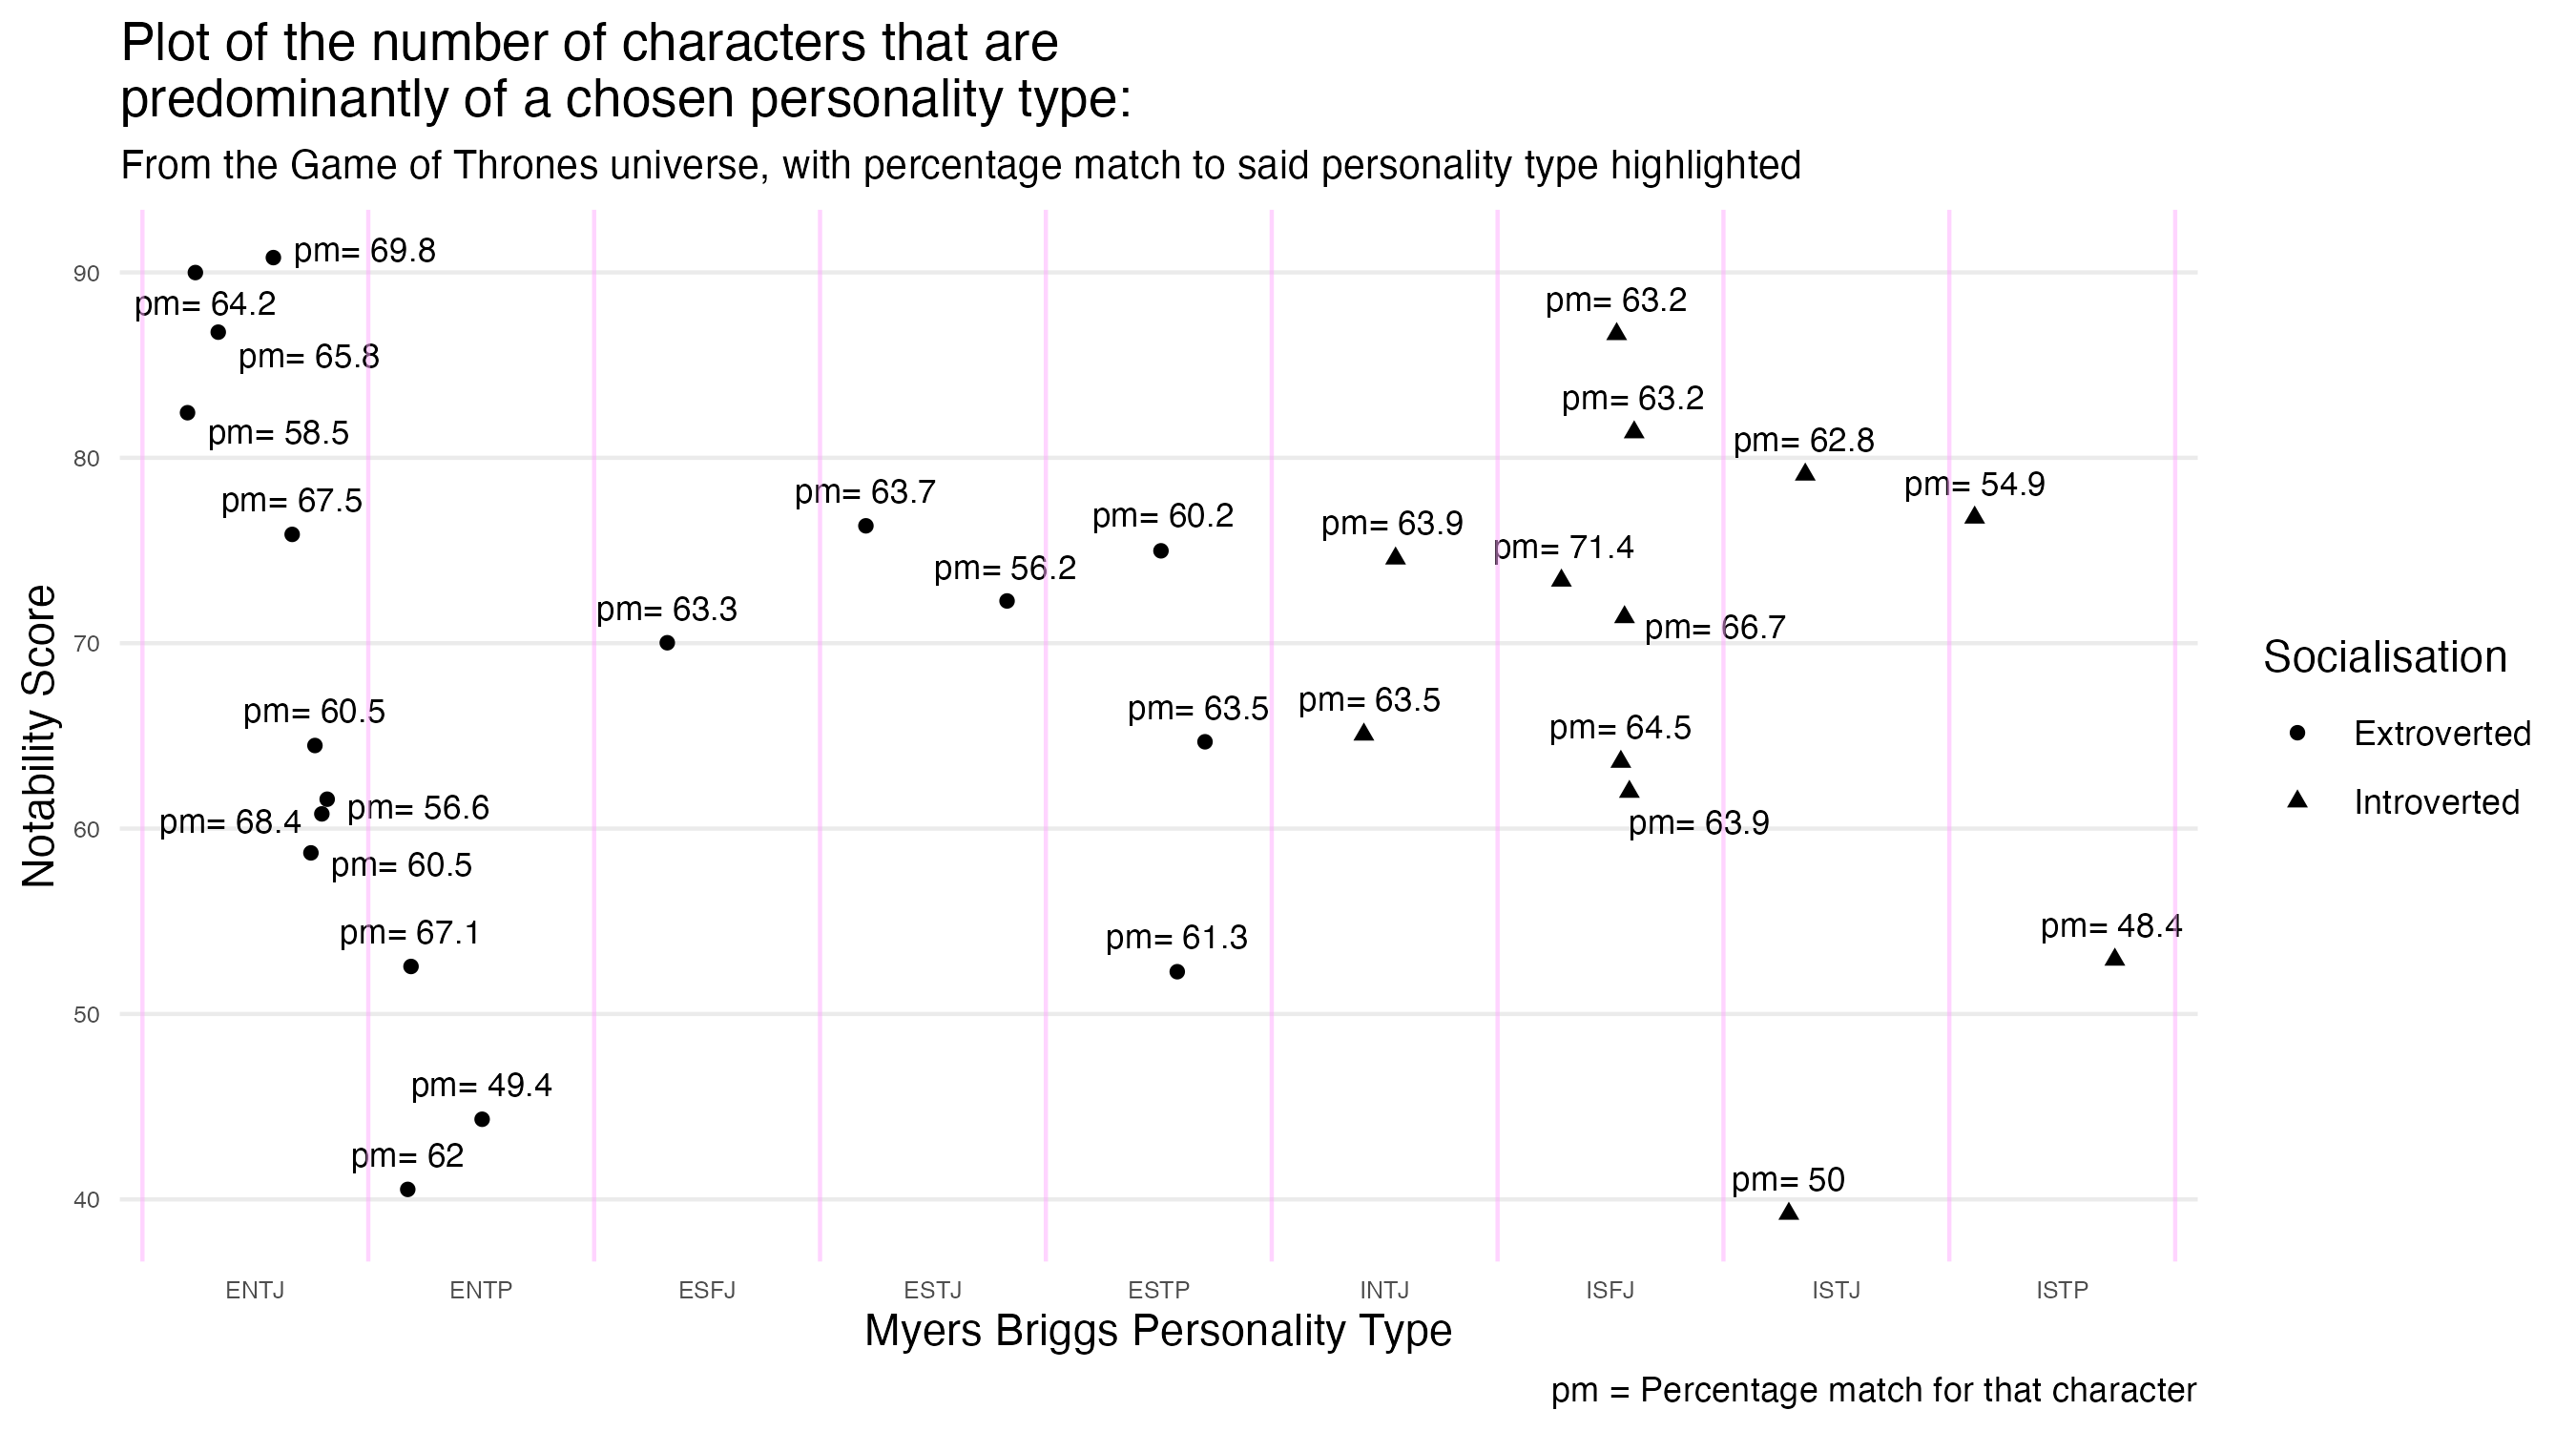 Plot of the number of characters that are
predominantly of a chosen personality type:
From the Game of Thrones universe, with percentage match to said personality type highlighted
Notability Score
90
80
70
60
50
40
pm= 69.8
pm= 64.2
pm= 65.8
pm= 58.5
pm= 67.5
pm= 60.5
pm= 56.6
pm= 68.4
pm= 60.5
pm= 67.1
pm= 49.4
pm= 62
pm= 63.3
pm= 63.7
pm= 56.2
pm= 60.2
pm= 63.5
pm= 61.3
pm= 63.9
pm= 63.5
pm= 63.2
pm= 63.2
pm= 71.4
pm= 66.7
pm= 64.5
pm= 63.9
pm= 62.8
pm= 50
pm= 54.9
pm= 48.4
ENTJ
ENTP
ESFJ
ESTJ
ESTP
INTJ
ISFJ
ISTJ
ISTP
Myers Briggs Personality Type
Socialisation
Extroverted
Introverted
pm = Percentage match for that character